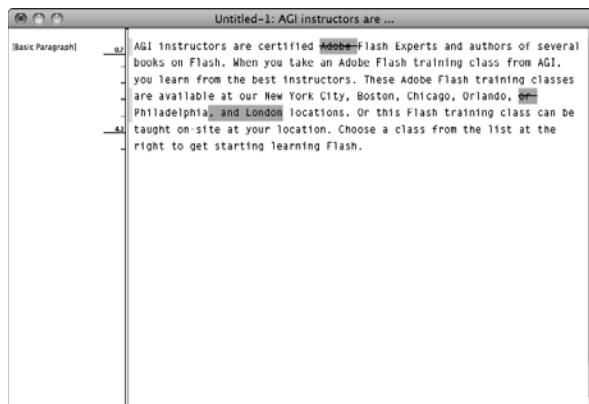 Untitled-1: AGI instructors are ...
[Basic Paragraph]
0.7
AGI instructors are certified Adobe Flash Experts and authors of several
books on Flash. When you take an Adobe Flash training class from AGI,
you learn from the best instructors. These Adobe Flash training classes
are available at our New York City, Boston, Chicago, Orlando, or
Philadelphia, and London locations. Or this Flash training class can be
4.2
taught on-site at your location. Choose a class from the list at the
right to get starting learning Flash.